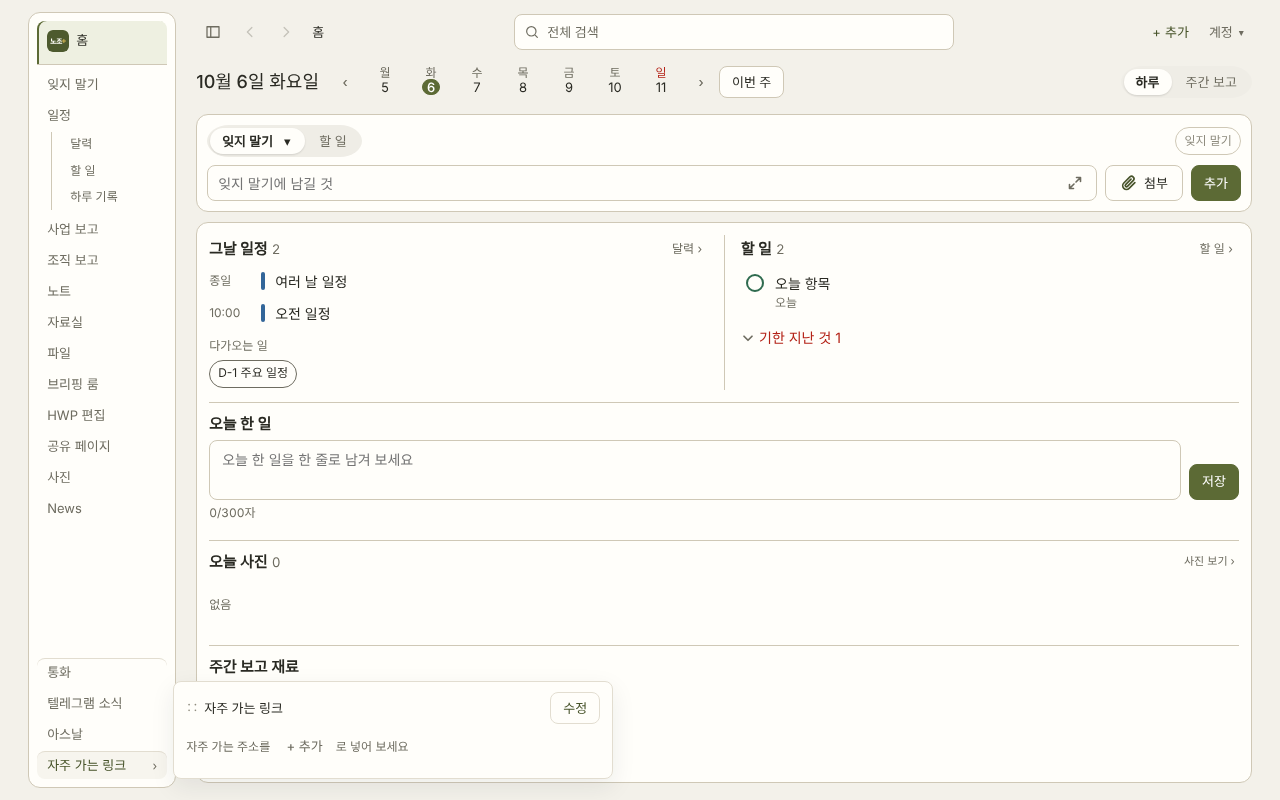 노조 홈
잊지 말기
일정
달력
할 일
하루 기록
사업 보고
조직 보고
노트
자료실
파일
브리핑 룸
HWP 편집
공유 페이지
사진
News
통화
텔레그램 소식
아스날
자주 가는 링크 ›
홈
전체 검색
+ 추가 계정 ▾
10월 6일 화요일
‹ 월 화 수 목 금 토 일 ›
5 6 7 8 9 10 11
이번 주
하루 주간 보고
잊지 말기 ▾ 할 일
잊지 말기
잊지 말기에 남길 것
첨부 추가
그날 일정 2 달력 ›
종일 여러 날 일정
10:00 오전 일정
다가오는 일
D-1 주요 일정
할 일 2 할 일 ›
오늘 항목
오늘
기한 지난 것 1
오늘 한 일
오늘 한 일을 한 줄로 남겨 보세요
저장
0/300자
오늘 사진 0 사진 보기 ›
없음
주간 보고 재료
자주 가는 링크 수정
자주 가는 주소를 + 추가 로 넣어 보세요